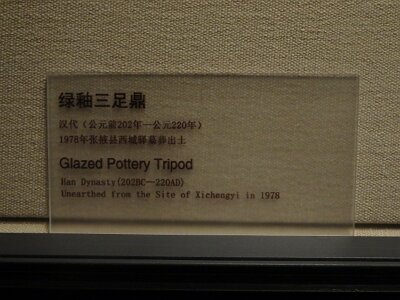 绿釉三足鼎
汉代（公元前202年—公元220年）
1978年张掖县西城驿墓葬出土
Glazed Pottery Tripod
Han Dynasty(202BC—220AD)
Unearthed from the Site of Xichengyi in 1978